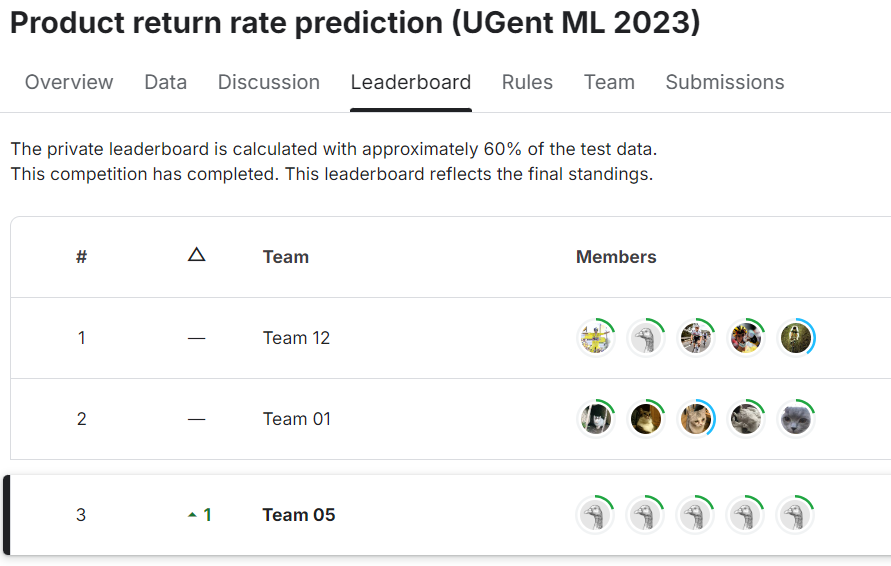 Product return rate prediction (UGent ML 2023)
Overview Data Discussion Leaderboard Rules Team Submissions
The private leaderboard is calculated with approximately 60% of the test data.
This competition has completed. This leaderboard reflects the final standings.
# △ Team Members
1 — Team 12
2 — Team 01
3 ▲ 1 Team 05